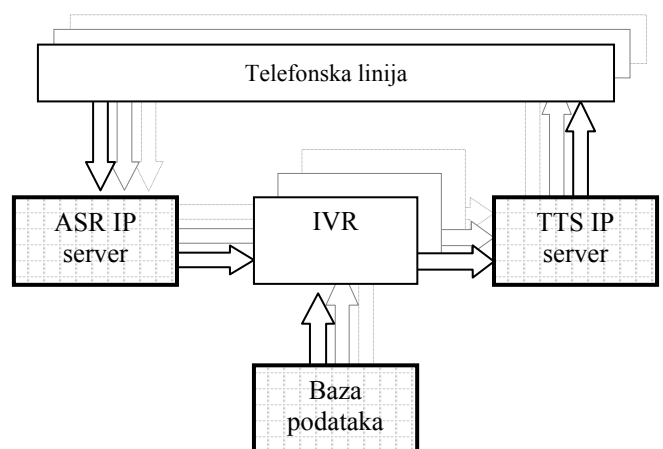 Telefonska linija
ASR IP
server
IVR
TTS IP
server
Baza
podataka